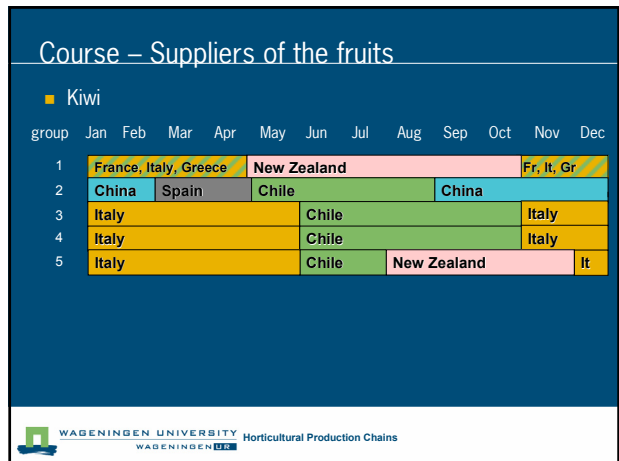 Course – Suppliers of the fruits
Kiwi
group Jan Feb Mar Apr May Jun Jul Aug Sep Oct Nov Dec
1 France, Italy, Greece New Zealand Fr, It, Gr
2 China Spain Chile China
3 Italy Chile Italy
4 Italy Chile Italy
5 Italy Chile New Zealand It
WAGENINGEN UNIVERSITY Horticultural Production Chains
WAGENINGEN UR